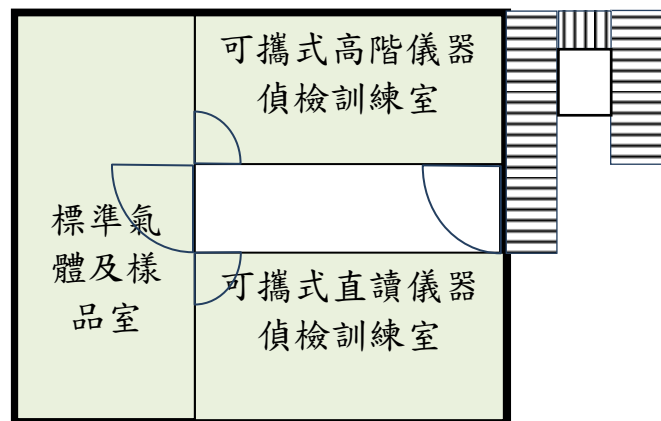 可攜式高階儀器
偵檢訓練室
標準氣
體及樣
品室
可攜式直讀儀器
偵檢訓練室